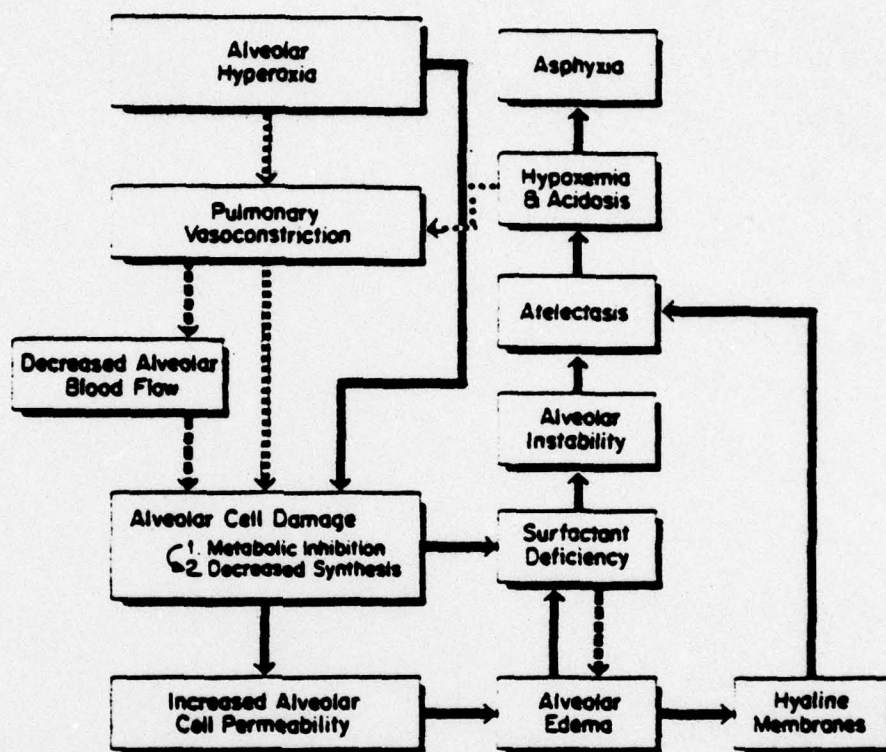 Alveolar
Hyperoxia
Asphyxia
Hypoxemia
& Acidosis
Pulmonary
Vasoconstriction
Atelectasis
Decreased Alveolar
Blood Flow
Alveolar
Instability
Alveolar Cell Damage
1. Metabolic Inhibition
2. Decreased Synthesis
Surfactant
Deficiency
Increased Alveolar
Cell Permeability
Alveolar
Edema
Hyaline
Membranes